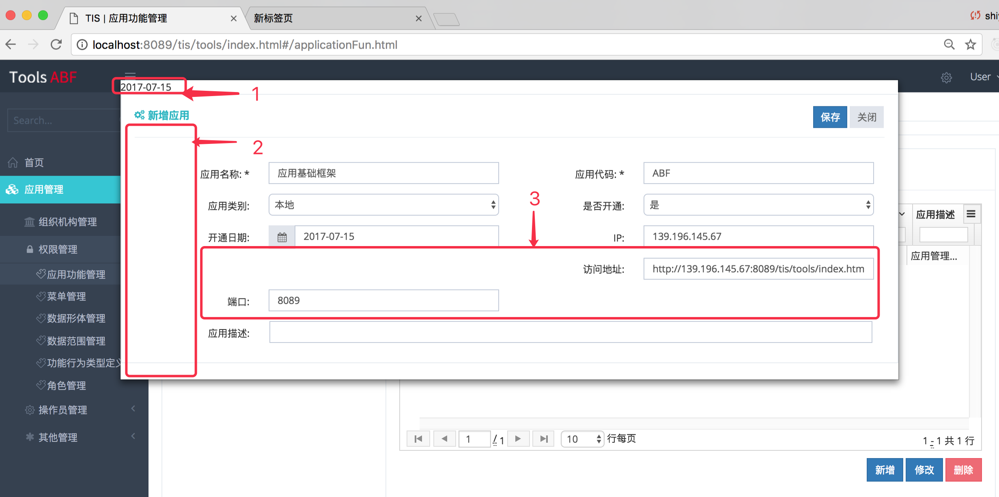 TIS | 应用功能管理
新标签页
localhost:8089/tis/tools/index.html#/applicationFun.html
Tools ABF
User
2017-07-15
1
Search...
新增应用
保存
关闭
2
首页
应用名称: *
应用基础框架
应用代码: *
ABF
应用管理
应用类别:
本地
3
是否开通:
是
应用描述
组织机构管理
开通日期:
2017-07-15
IP:
139.196.145.67
权限管理
应用管理...
应用功能管理
访问地址:
http://139.196.145.67:8089/tis/tools/index.htm
菜单管理
端口:
8089
数据形体管理
应用描述:
数据范围管理
功能行为类型定义
角色管理
操作员管理
其他管理
1 / 1
10
行每页
1 - 1 共 1 行
新增
修改
删除